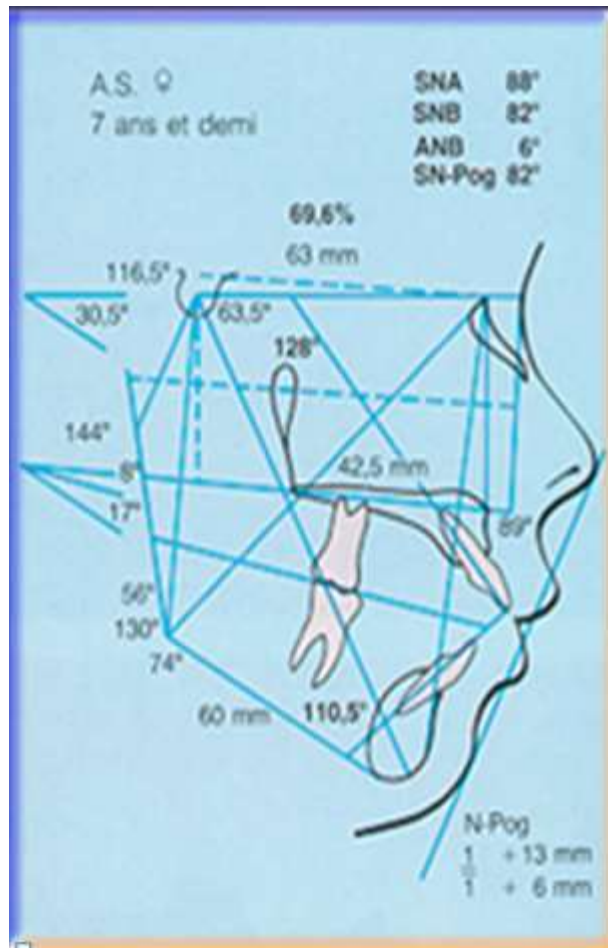 A.S. ♀
7 ans et demi
SNA 88°
SNB 82°
ANB 6°
SN-Pog 82°
69,6%
63 mm
116,5°
30,5°
63,5°
128°
144°
42,5 mm
8°
17°
89°
56°
130°
74°
60 mm
110,5°
N-Pog
1 + 13 mm
1 + 6 mm